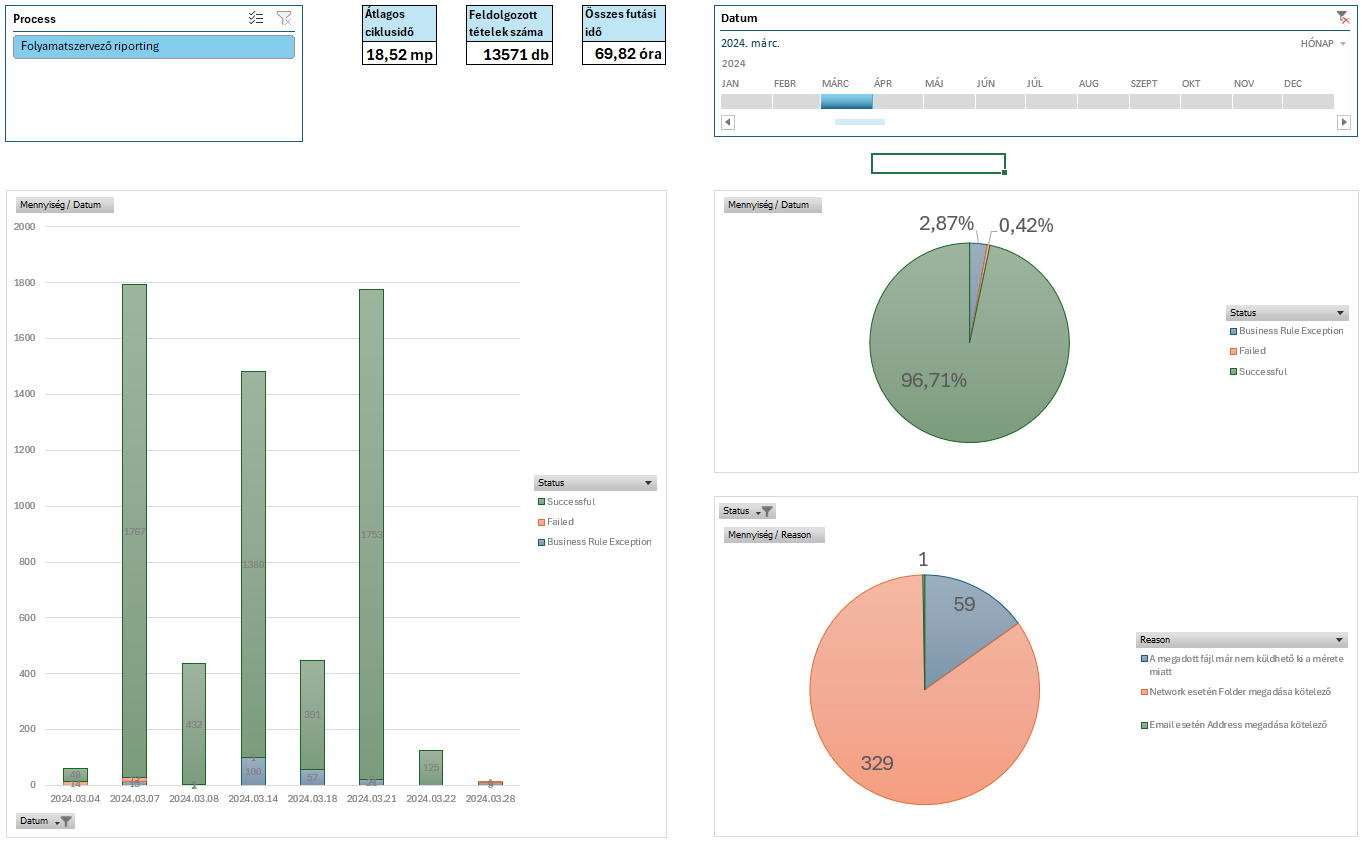 Process
Folyamatszervező riporting
Átlagos
ciklusidő
18,52 mp
Feldolgozott
tételek száma
13571 db
Összes futási
idő
69,82 óra
Datum
2024. márc.
HÓNAP
2024
JAN FEBR MÁRC ÁPR MÁJ JÚN JÚL AUG SZEPT OKT NOV DEC
Mennyiség / Datum
2000
1800
1600
1400
1200
1000
800
600
400
200
0
1767
1380
1753
432
391
125
48
14
1
100
57
2024.03.04 2024.03.07 2024.03.08 2024.03.14 2024.03.18 2024.03.21 2024.03.22 2024.03.28
Status
Successful
Failed
Business Rule Exception
Datum
Mennyiség / Datum
2,87%
0,42%
96,71%
Status
Business Rule Exception
Failed
Successful
Status
Mennyiség / Reason
1
59
329
Reason
A megadott fájl már nem küldhető ki a mérete
miatt
Network esetén Folder megadása kötelező
Email esetén Address megadása kötelező